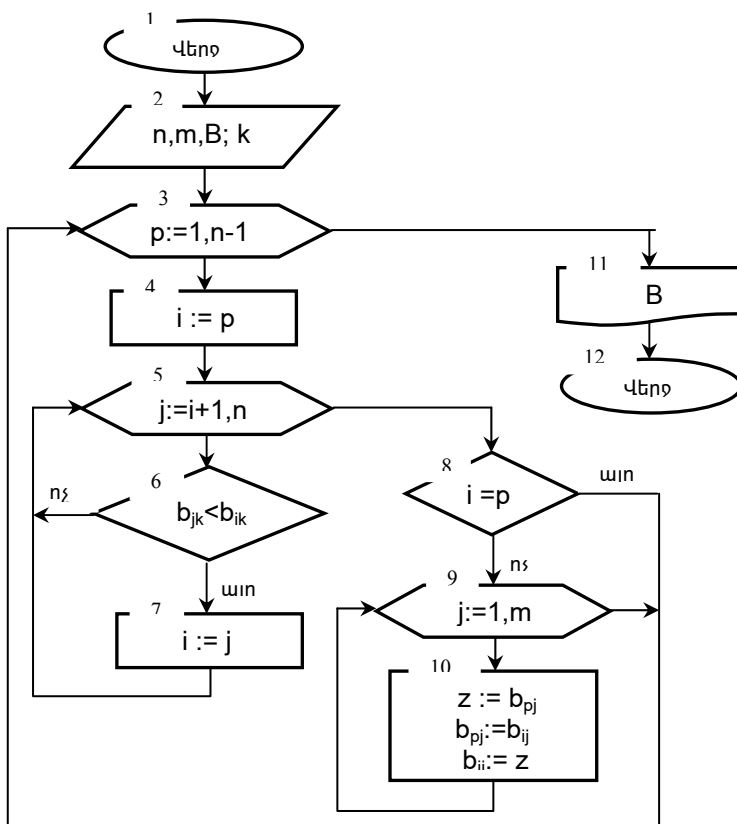 1
Վերջ
2
n,m,B; k
3
p:=1,n-1
4
i := p
5
j:=i+1,n
6
ոչ
b_jk<b_ik
այո
7
i := j
8
i =p
այո
ոչ
9
j:=1,m
10
z := b_pj
b_pj:=b_ij
b_ij:= z
11
B
12
Վերջ